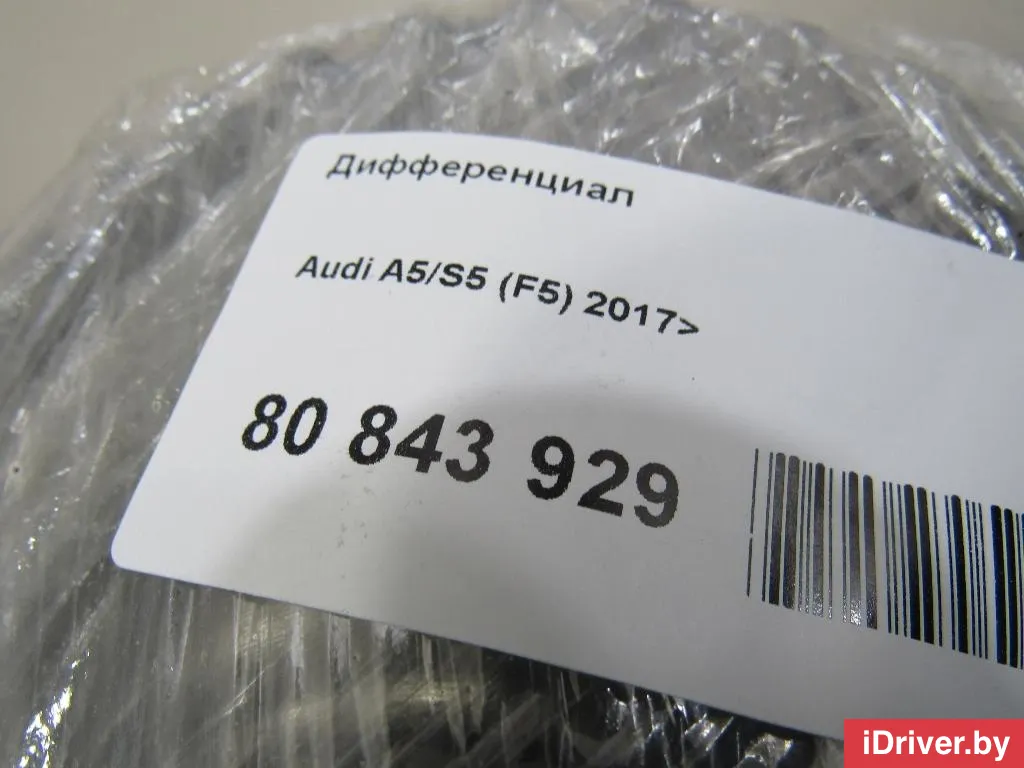 Дифференциал
Audi A5/S5 (F5) 2017>
80 843 929
iDriver.by